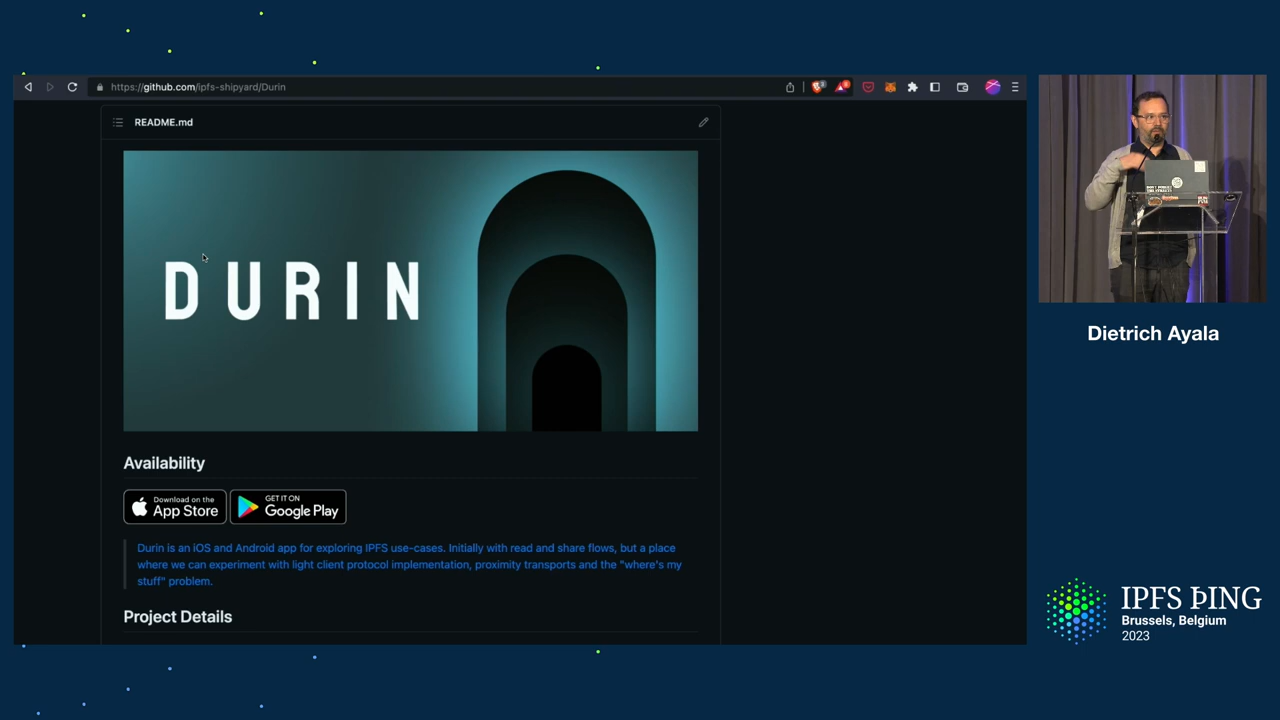 https://github.com/ipfs-shipyard/Durin
README.md
DURIN
Availability
Download on the
App Store
GET IT ON
Google Play
Durin is an iOS and Android app for exploring IPFS use-cases. Initially with read and share flows, but a place
where we can experiment with light client protocol implementation, proximity transports and the "where's my
stuff" problem.
Project Details
Dietrich Ayala
IPFS ÞING
Brussels, Belgium
2023